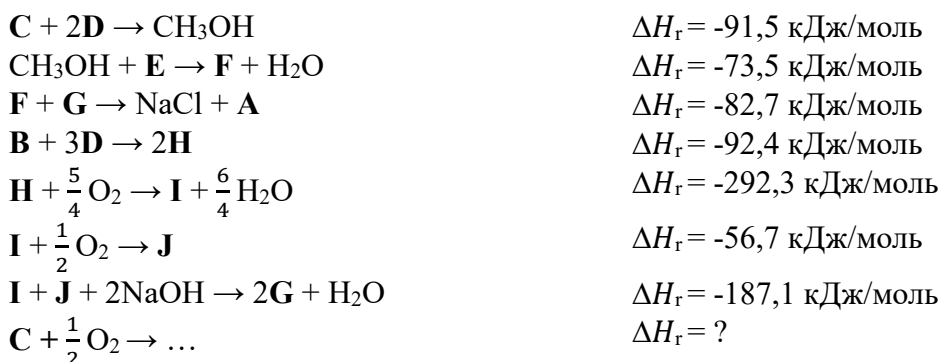 C + 2D → CH₃OH ΔHᵣ = -91,5 кДж/моль
CH₃OH + E → F + H₂O ΔHᵣ = -73,5 кДж/моль
F + G → NaCl + A ΔHᵣ = -82,7 кДж/моль
B + 3D → 2H ΔHᵣ = -92,4 кДж/моль
H + 5/4 O₂ → I + 6/4 H₂O ΔHᵣ = -292,3 кДж/моль
I + 1/2 O₂ → J ΔHᵣ = -56,7 кДж/моль
I + J + 2NaOH → 2G + H₂O ΔHᵣ = -187,1 кДж/моль
C + 1/2 O₂ → … ΔHᵣ = ?